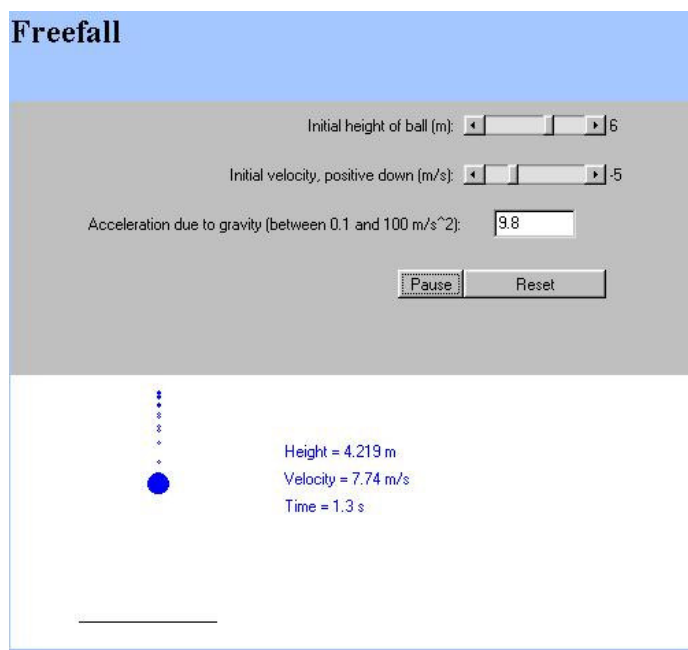 Freefall
Initial height of ball (m): 6
Initial velocity, positive down (m/s): -5
Acceleration due to gravity (between 0.1 and 100 m/s^2): 9.8
Pause Reset
Height = 4.219 m
Velocity = 7.74 m/s
Time = 1.3 s